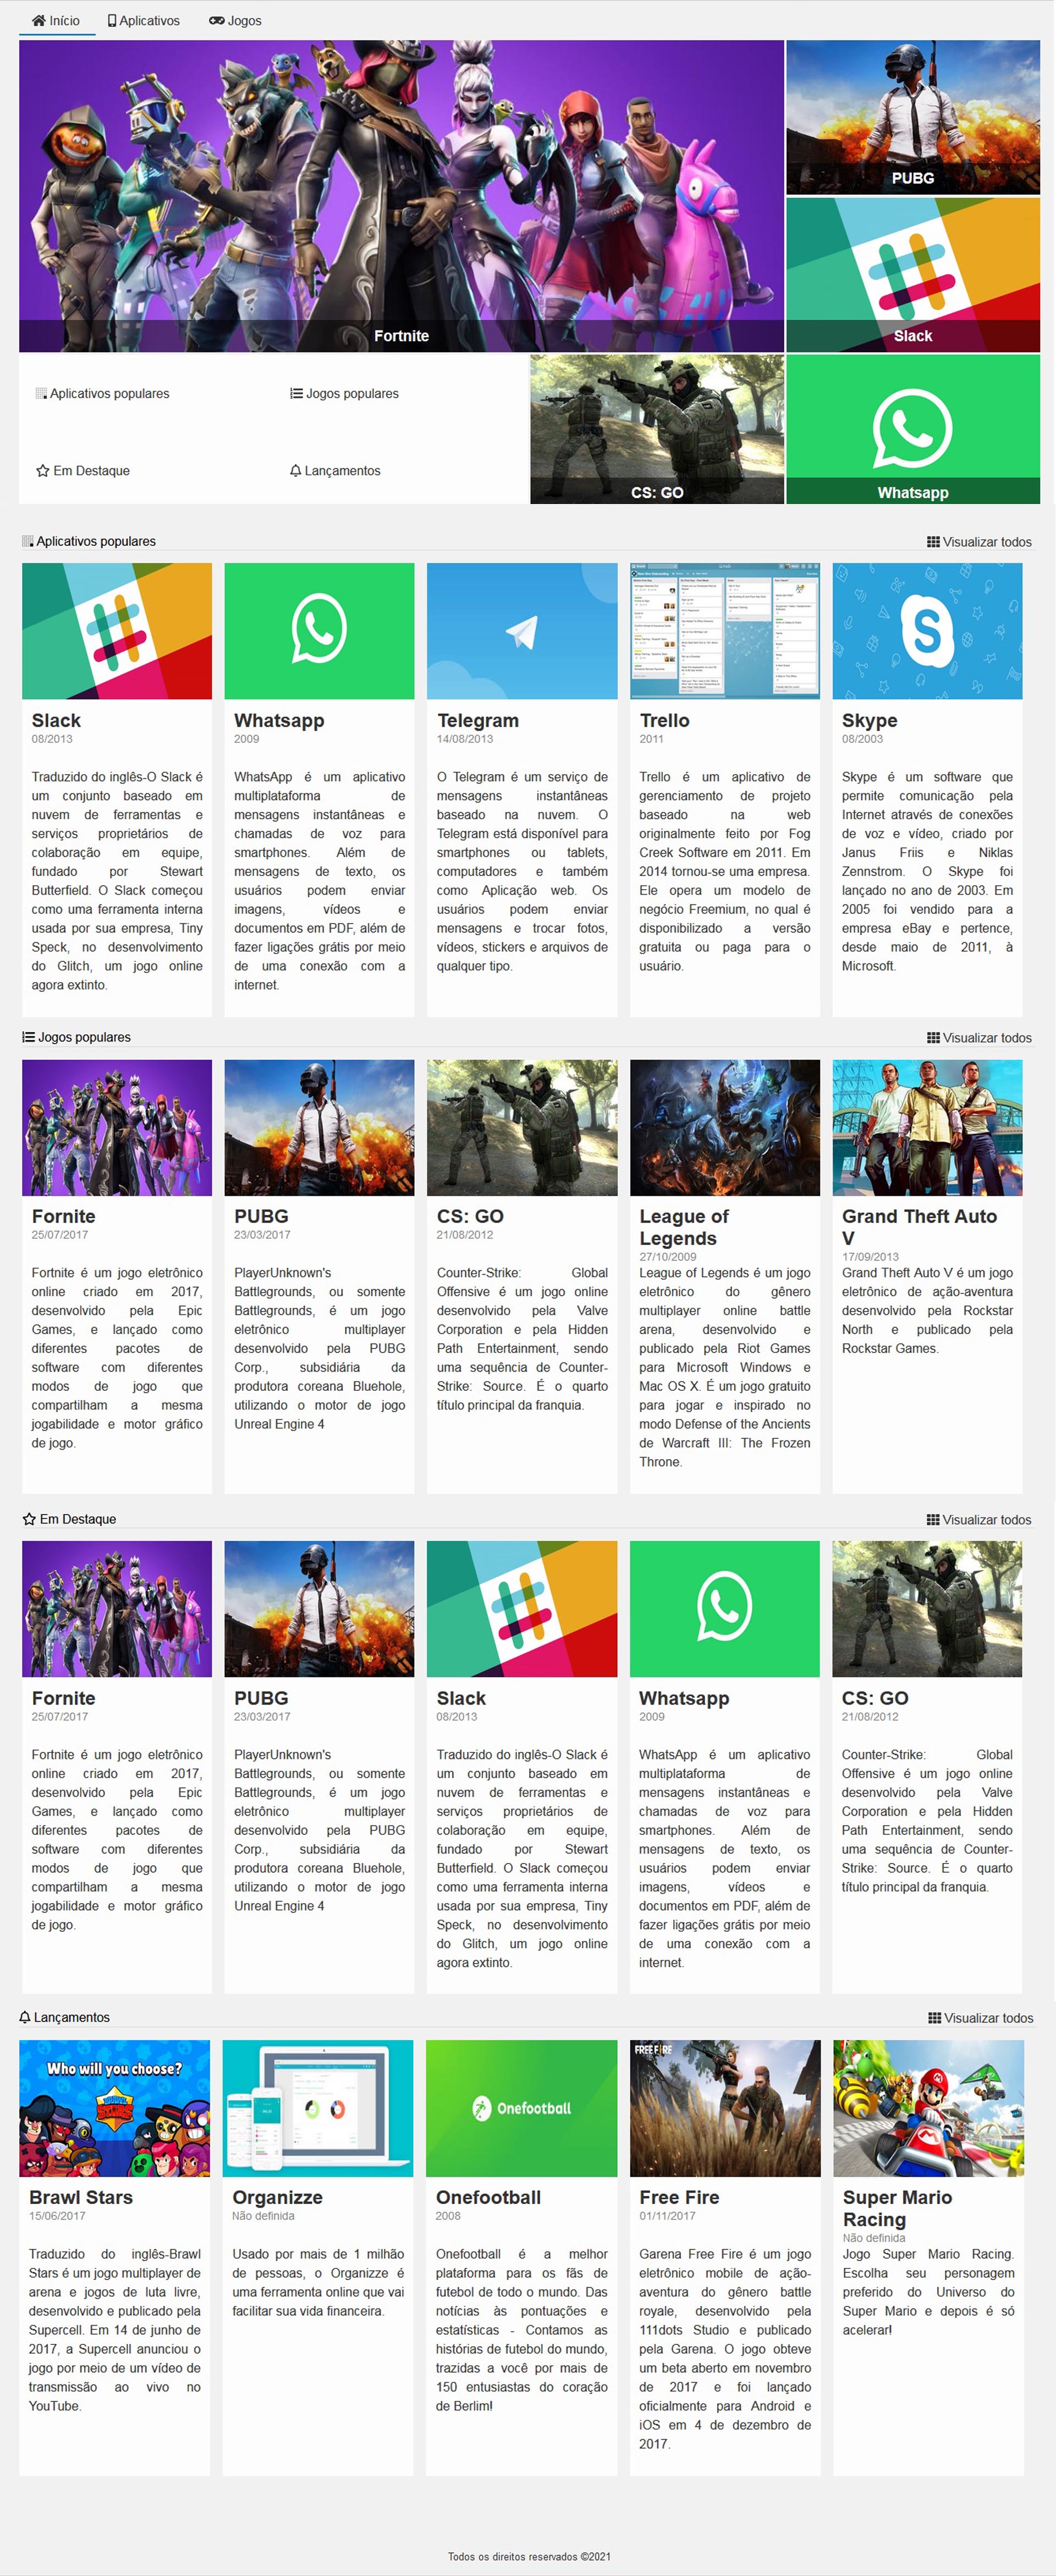 Início Aplicativos Jogos
PUBG
Slack
Fortnite
Aplicativos populares Jogos populares
Em Destaque Lançamentos
CS: GO
Whatsapp
Aplicativos populares Visualizar todos
Slack
08/2013
Traduzido do inglês-O Slack é
um conjunto baseado em
nuvem de ferramentas e
serviços proprietários de
colaboração em equipe,
fundado por Stewart
Butterfield. O Slack começou
como uma ferramenta interna
usada por sua empresa, Tiny
Speck, no desenvolvimento
do Glitch, um jogo online
agora extinto.
Whatsapp
2009
WhatsApp é um aplicativo
multiplataforma de
mensagens instantâneas e
chamadas de voz para
smartphones. Além de
mensagens de texto, os
usuários podem enviar
imagens, vídeos e
documentos em PDF, além de
fazer ligações grátis por meio
de uma conexão com a
internet.
Telegram
14/08/2013
O Telegram é um serviço de
mensagens instantâneas
baseado na nuvem. O
Telegram está disponível para
smartphones ou tablets,
computadores e também
como Aplicação web. Os
usuários podem enviar
mensagens e trocar fotos,
vídeos, stickers e arquivos de
qualquer tipo.
Trello
2011
Trello é um aplicativo de
gerenciamento de projeto
baseado na web
originalmente feito por Fog
Creek Software em 2011. Em
2014 tornou-se uma empresa.
Ele opera um modelo de
negócio Freemium, no qual é
disponibilizado a versão
gratuita ou paga para o
usuário.
Skype
08/2003
Skype é um software que
permite comunicação pela
Internet através de conexões
de voz e vídeo, criado por
Janus Friis e Niklas
Zennstrom. O Skype foi
lançado no ano de 2003. Em
2005 foi vendido para a
empresa eBay e pertence,
desde maio de 2011, à
Microsoft.
Jogos populares Visualizar todos
Fornite
25/07/2017
Fortnite é um jogo eletrônico
online criado em 2017,
desenvolvido pela Epic
Games, e lançado como
diferentes pacotes de
software com diferentes
modos de jogo que
compartilham a mesma
jogabilidade e motor gráfico
de jogo.
PUBG
23/03/2017
PlayerUnknown's
Battlegrounds, ou somente
Battlegrounds, é um jogo
eletrônico multiplayer
desenvolvido pela PUBG
Corp., subsidiária da
produtora coreana Bluehole,
utilizando o motor de jogo
Unreal Engine 4
CS: GO
21/08/2012
Counter-Strike: Global
Offensive é um jogo online
desenvolvido pela Valve
Corporation e pela Hidden
Path Entertainment, sendo
uma sequência de Counter-
Strike: Source. É o quarto
título principal da franquia.
League of
Legends
27/10/2009
League of Legends é um jogo
eletrônico do gênero
multiplayer online battle
arena, desenvolvido e
publicado pela Riot Games
para Microsoft Windows e
Mac OS X. É um jogo gratuito
para jogar e inspirado no
modo Defense of the Ancients
de Warcraft III: The Frozen
Throne.
Grand Theft Auto
V
17/09/2013
Grand Theft Auto V é um jogo
eletrônico de ação-aventura
desenvolvido pela Rockstar
North e publicado pela
Rockstar Games.
Em Destaque Visualizar todos
Fornite
25/07/2017
Fortnite é um jogo eletrônico
online criado em 2017,
desenvolvido pela Epic
Games, e lançado como
diferentes pacotes de
software com diferentes
modos de jogo que
compartilham a mesma
jogabilidade e motor gráfico
de jogo.
PUBG
23/03/2017
PlayerUnknown's
Battlegrounds, ou somente
Battlegrounds, é um jogo
eletrônico multiplayer
desenvolvido pela PUBG
Corp., subsidiária da
produtora coreana Bluehole,
utilizando o motor de jogo
Unreal Engine 4
Slack
08/2013
Traduzido do inglês-O Slack é
um conjunto baseado em
nuvem de ferramentas e
serviços proprietários de
colaboração em equipe,
fundado por Stewart
Butterfield. O Slack começou
como uma ferramenta interna
usada por sua empresa, Tiny
Speck, no desenvolvimento
do Glitch, um jogo online
agora extinto.
Whatsapp
2009
WhatsApp é um aplicativo
multiplataforma de
mensagens instantâneas e
chamadas de voz para
smartphones. Além de
mensagens de texto, os
usuários podem enviar
imagens, vídeos e
documentos em PDF, além de
fazer ligações grátis por meio
de uma conexão com a
internet.
CS: GO
21/08/2012
Counter-Strike: Global
Offensive é um jogo online
desenvolvido pela Valve
Corporation e pela Hidden
Path Entertainment, sendo
uma sequência de Counter-
Strike: Source. É o quarto
título principal da franquia.
Lançamentos Visualizar todos
Who will you choose?
BRAWL
STARS
Brawl Stars
15/06/2017
Traduzido do inglês-Brawl
Stars é um jogo multiplayer de
arena e jogos de luta livre,
desenvolvido e publicado pela
Supercell. Em 14 de junho de
2017, a Supercell anunciou o
jogo por meio de um vídeo de
transmissão ao vivo no
YouTube.
Organizze
Não definida
Usado por mais de 1 milhão
de pessoas, o Organizze é
uma ferramenta online que vai
facilitar sua vida financeira.
Onefootball
Onefootball
2008
Onefootball é a melhor
plataforma para os fãs de
futebol de todo o mundo. Das
notícias às pontuações e
estatísticas - Contamos as
histórias de futebol do mundo,
trazidas a você por mais de
150 entusiastas do coração
de Berlim!
FREE FIRE
Free Fire
01/11/2017
Garena Free Fire é um jogo
eletrônico mobile de ação-
aventura do gênero battle
royale, desenvolvido pela
111dots Studio e publicado
pela Garena. O jogo obteve
um beta aberto em novembro
de 2017 e foi lançado
oficialmente para Android e
iOS em 4 de dezembro de
2017.
Super Mario
Racing
Não definida
Jogo Super Mario Racing.
Escolha seu personagem
preferido do Universo do
Super Mario e depois é só
acelerar!
Todos os direitos reservados ©2021